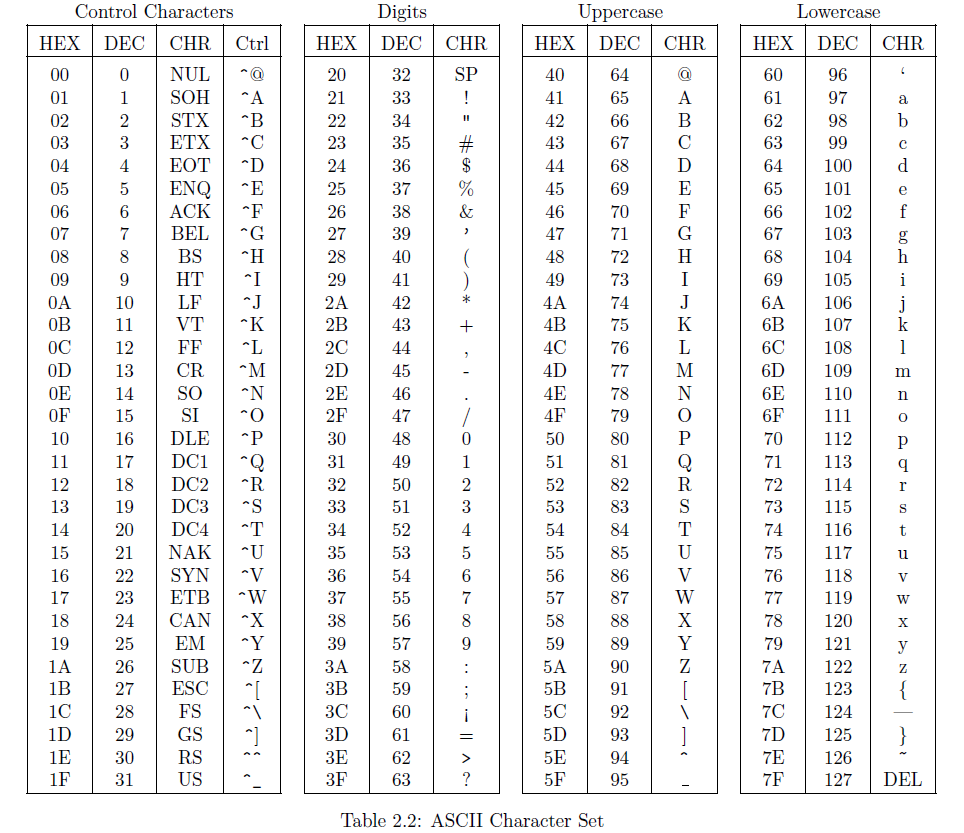 Control Characters Digits Uppercase Lowercase
HEX DEC CHR Ctrl HEX DEC CHR HEX DEC CHR HEX DEC CHR
00 0 NUL ^@ 20 32 SP 40 64 @ 60 96 ‘
01 1 SOH ^A 21 33 ! 41 65 A 61 97 a
02 2 STX ^B 22 34 " 42 66 B 62 98 b
03 3 ETX ^C 23 35 # 43 67 C 63 99 c
04 4 EOT ^D 24 36 $ 44 68 D 64 100 d
05 5 ENQ ^E 25 37 % 45 69 E 65 101 e
06 6 ACK ^F 26 38 & 46 70 F 66 102 f
07 7 BEL ^G 27 39 ’ 47 71 G 67 103 g
08 8 BS ^H 28 40 ( 48 72 H 68 104 h
09 9 HT ^I 29 41 ) 49 73 I 69 105 i
0A 10 LF ^J 2A 42 * 4A 74 J 6A 106 j
0B 11 VT ^K 2B 43 + 4B 75 K 6B 107 k
0C 12 FF ^L 2C 44 , 4C 76 L 6C 108 l
0D 13 CR ^M 2D 45 - 4D 77 M 6D 109 m
0E 14 SO ^N 2E 46 . 4E 78 N 6E 110 n
0F 15 SI ^O 2F 47 / 4F 79 O 6F 111 o
10 16 DLE ^P 30 48 0 50 80 P 70 112 p
11 17 DC1 ^Q 31 49 1 51 81 Q 71 113 q
12 18 DC2 ^R 32 50 2 52 82 R 72 114 r
13 19 DC3 ^S 33 51 3 53 83 S 73 115 s
14 20 DC4 ^T 34 52 4 54 84 T 74 116 t
15 21 NAK ^U 35 53 5 55 85 U 75 117 u
16 22 SYN ^V 36 54 6 56 86 V 76 118 v
17 23 ETB ^W 37 55 7 57 87 W 77 119 w
18 24 CAN ^X 38 56 8 58 88 X 78 120 x
19 25 EM ^Y 39 57 9 59 89 Y 79 121 y
1A 26 SUB ^Z 3A 58 : 5A 90 Z 7A 122 z
1B 27 ESC ^[ 3B 59 ; 5B 91 [ 7B 123 {
1C 28 FS ^\ 3C 60 ¡ 5C 92 \ 7C 124 —
1D 29 GS ^] 3D 61 = 5D 93 ] 7D 125 }
1E 30 RS ^^ 3E 62 > 5E 94 ^ 7E 126 ~
1F 31 US ^_ 3F 63 ? 5F 95 _ 7F 127 DEL
Table 2.2: ASCII Character Set